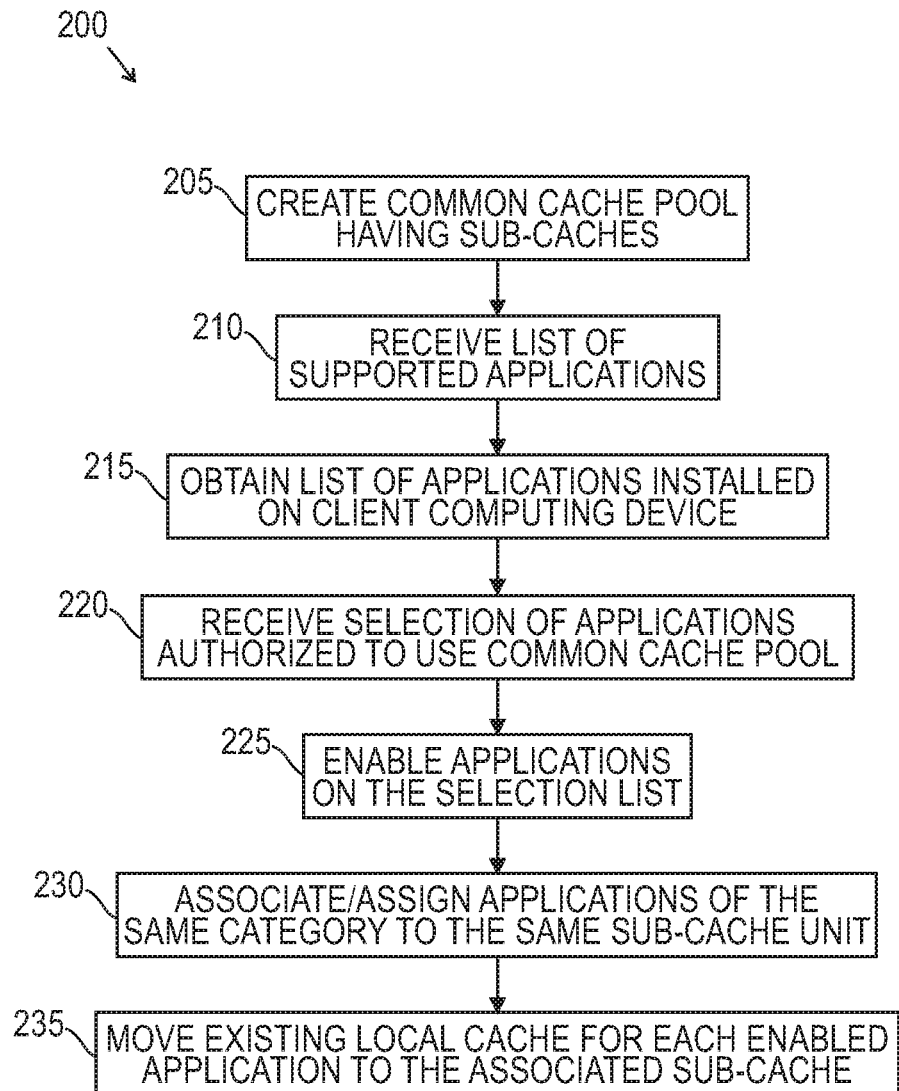 200
205
CREATE COMMON CACHE POOL
HAVING SUB-CACHES
210
RECEIVE LIST OF
SUPPORTED APPLICATIONS
215
OBTAIN LIST OF APPLICATIONS INSTALLED
ON CLIENT COMPUTING DEVICE
220
RECEIVE SELECTION OF APPLICATIONS
AUTHORIZED TO USE COMMON CACHE POOL
225
ENABLE APPLICATIONS
ON THE SELECTION LIST
230
ASSOCIATE/ASSIGN APPLICATIONS OF THE
SAME CATEGORY TO THE SAME SUB-CACHE UNIT
235
MOVE EXISTING LOCAL CACHE FOR EACH ENABLED
APPLICATION TO THE ASSOCIATED SUB-CACHE